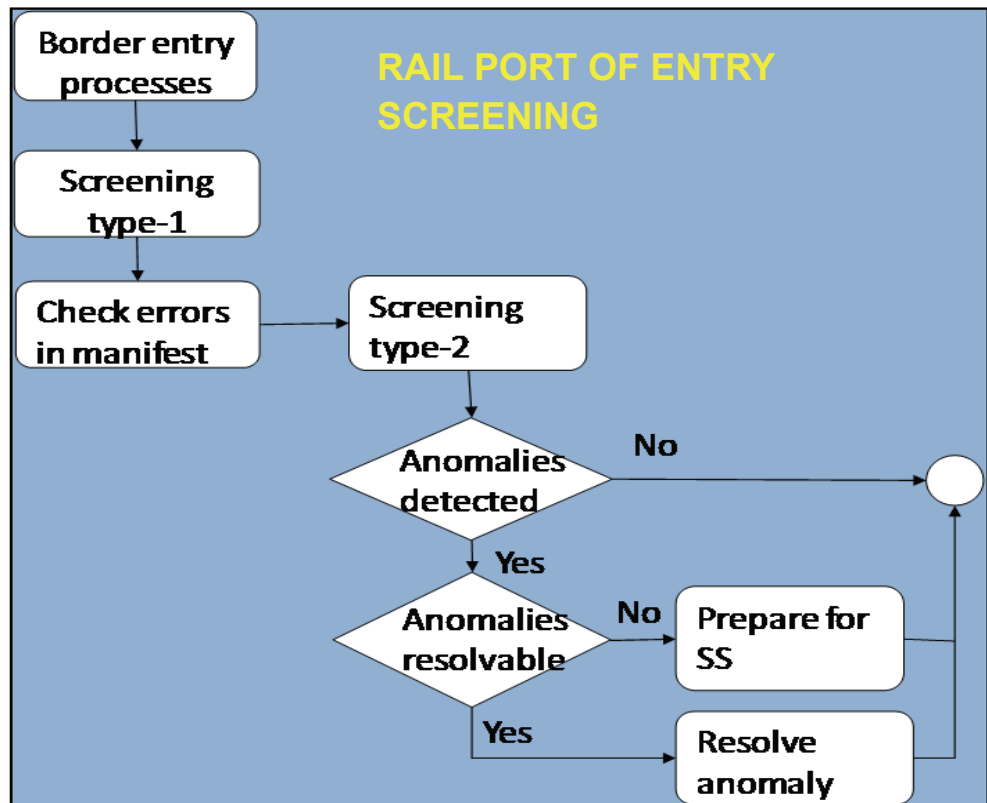 RAIL PORT OF ENTRY
SCREENING
Border entry
processes
Screening
type-1
Check errors
in manifest
Screening
type-2
Anomalies
detected
No
Yes
Anomalies
resolvable
No
Prepare for
SS
Yes
Resolve
anomaly